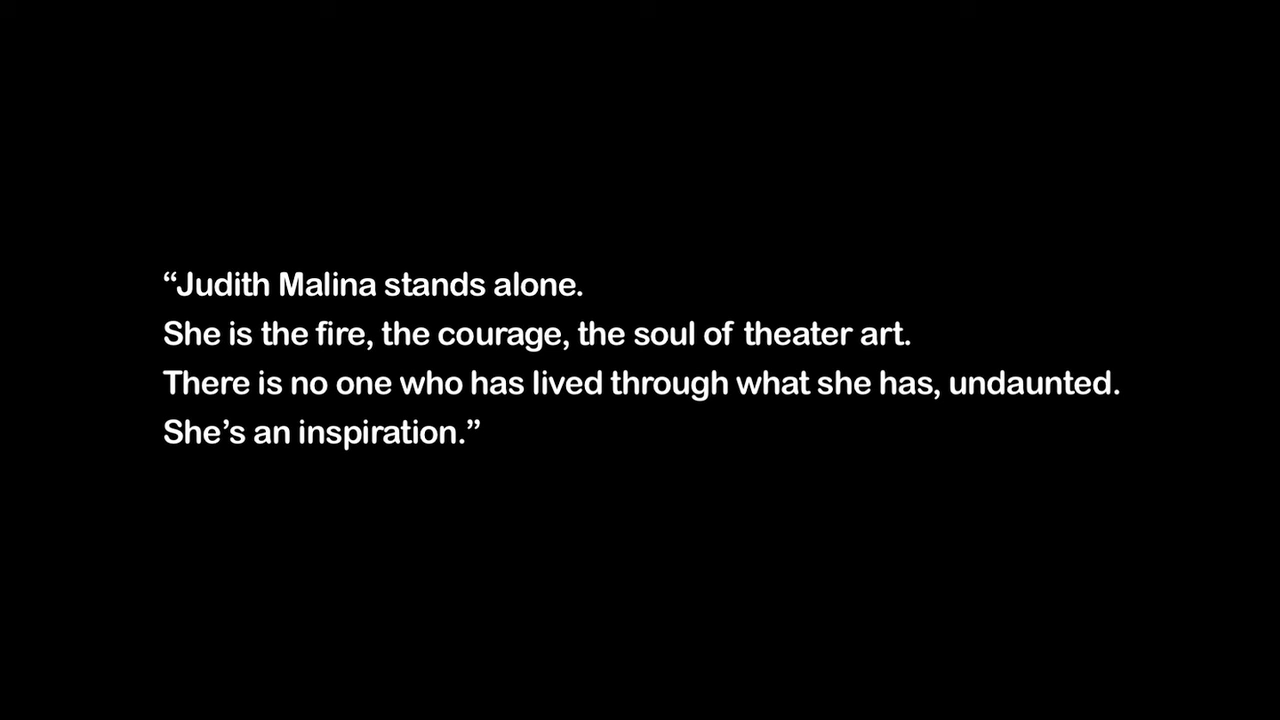 “Judith Malina stands alone.
She is the fire, the courage, the soul of theater art.
There is no one who has lived through what she has, undaunted.
She’s an inspiration.”